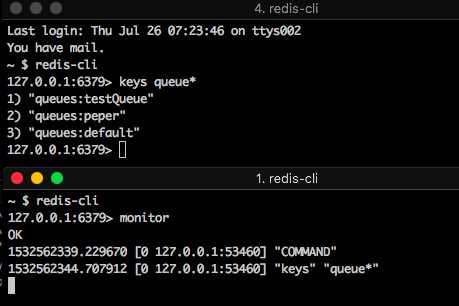 4. redis-cli
Last login: Thu Jul 26 07:23:46 on ttys002
You have mail.
~ $ redis-cli
127.0.0.1:6379> keys queue*
1) "queues:testQueue"
2) "queues:peper"
3) "queues:default"
127.0.0.1:6379>
1. redis-cli
~ $ redis-cli
127.0.0.1:6379> monitor
OK
1532562339.229670 [0 127.0.0.1:53460] "COMMAND"
1532562344.707912 [0 127.0.0.1:53460] "keys" "queue*"